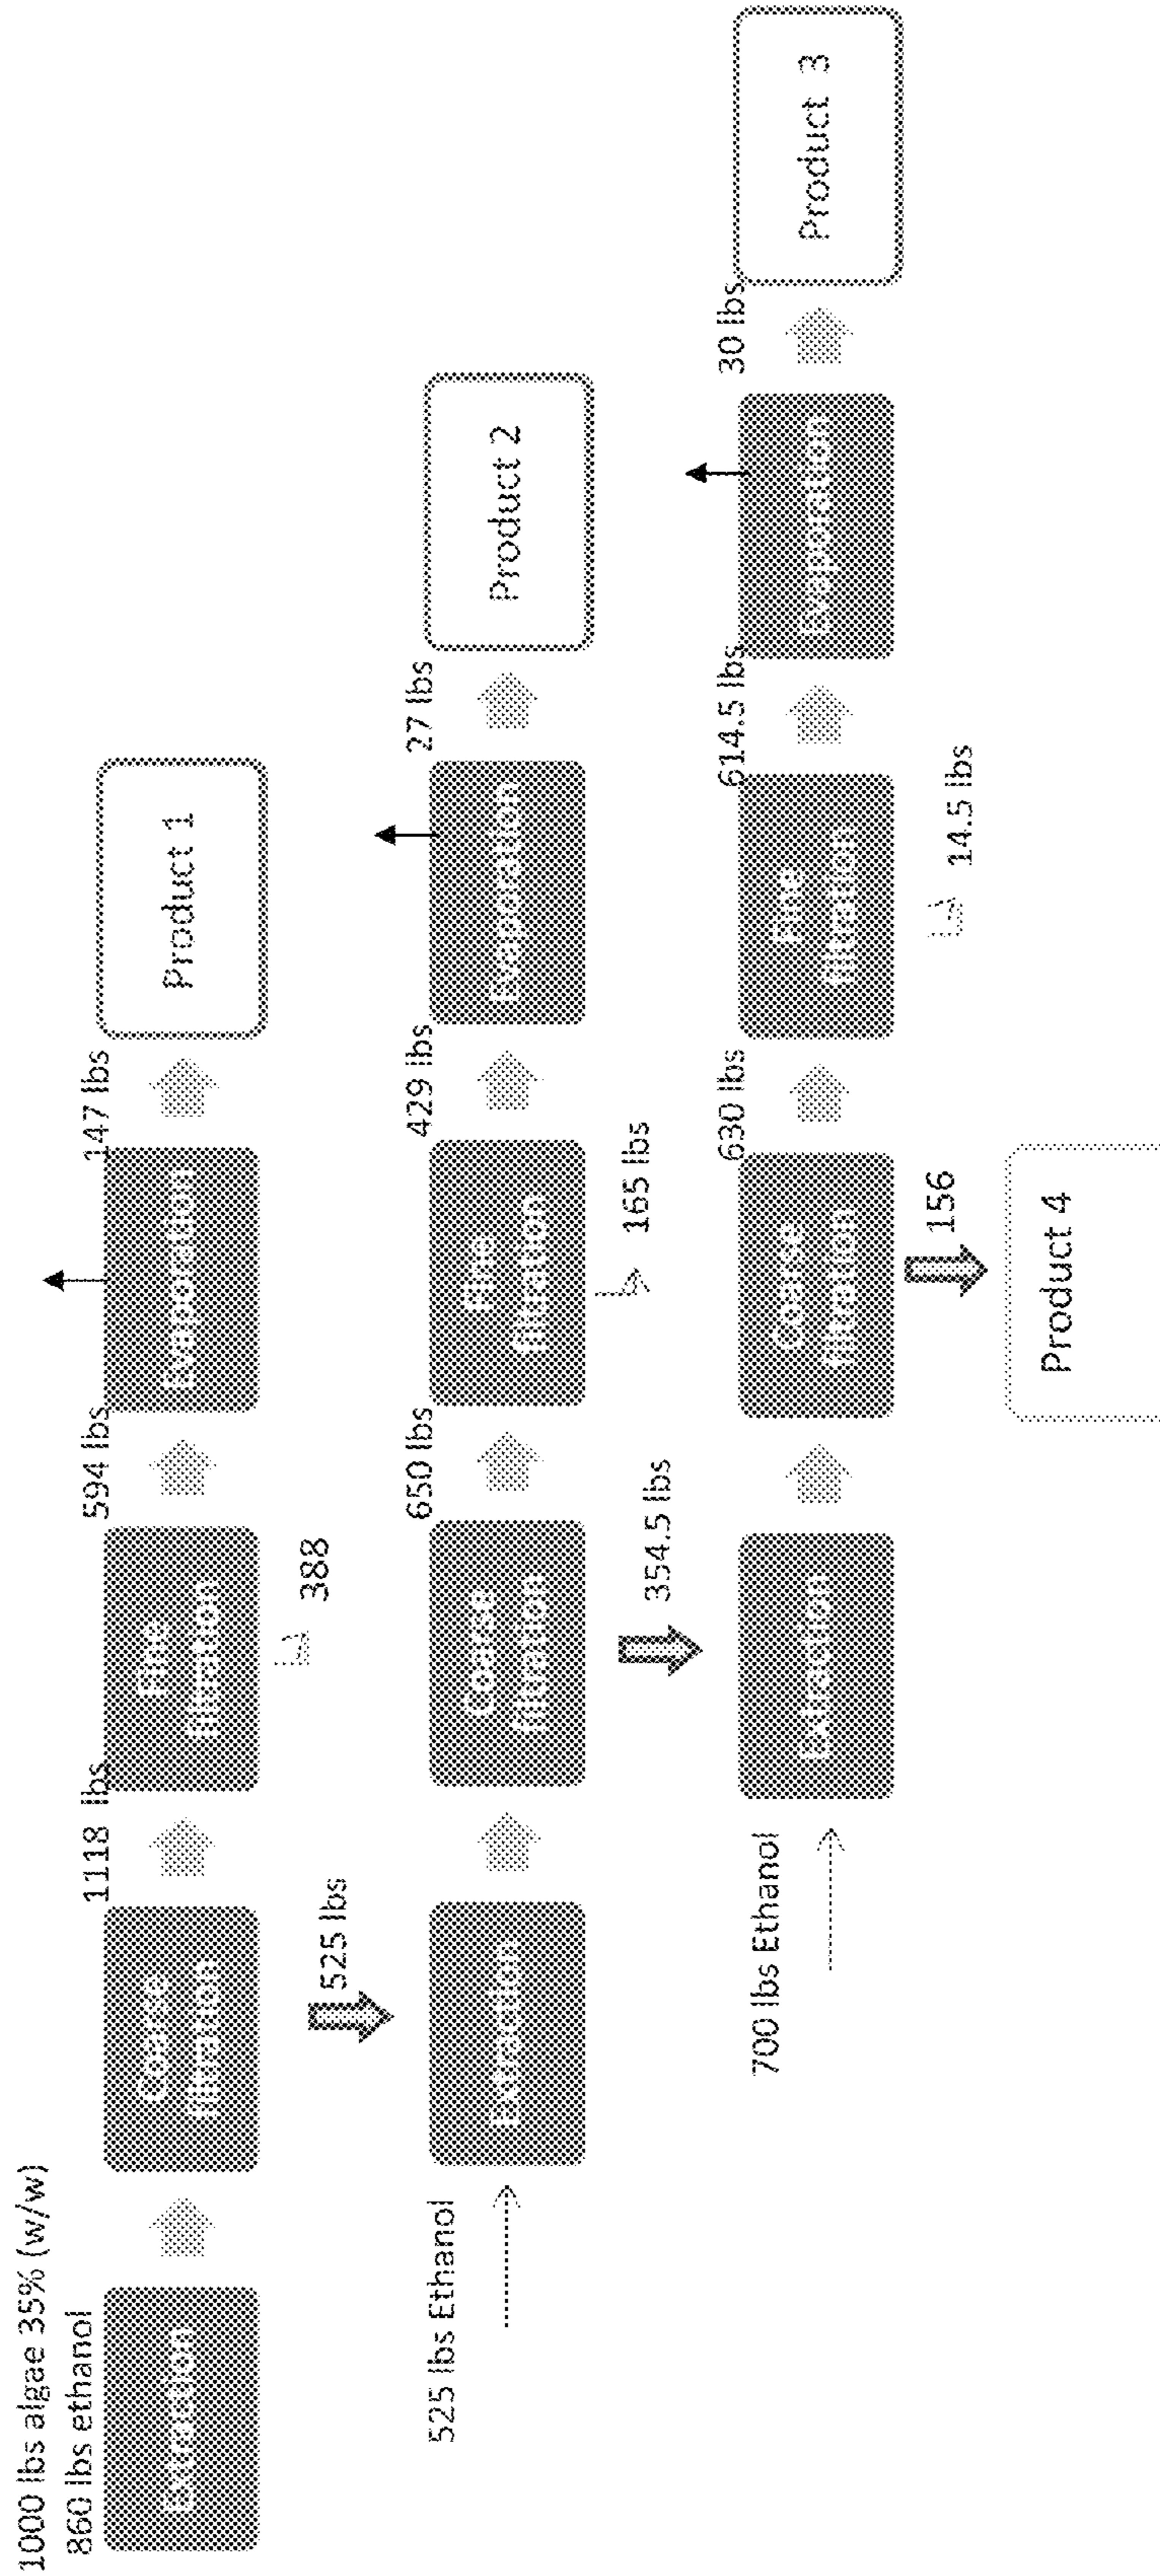 1000 lbs algae 35% (w/w)
860 lbs ethanol
Extraction
Coarse
filtration
1118 lbs
Fine
filtration
594 lbs
Evaporation
147 lbs
Product 1
525 lbs
388
525 lbs Ethanol
Extraction
Coarse
filtration
650 lbs
Fine
filtration
429 lbs
Evaporation
27 lbs
Product 2
354.5 lbs
165 lbs
700 lbs Ethanol
Extraction
Coarse
filtration
630 lbs
Fine
filtration
614.5 lbs
Evaporation
30 lbs
Product 3
156
14.5 lbs
Product 4